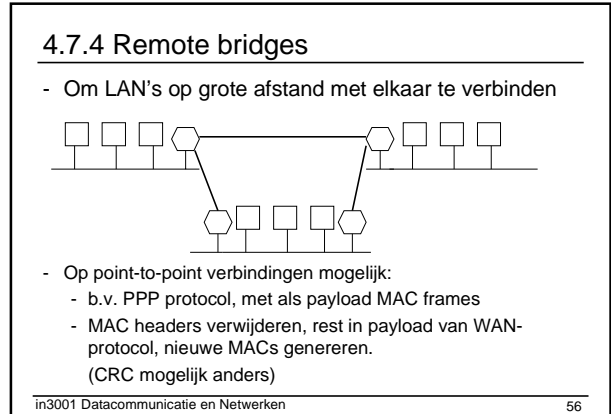 4.7.4 Remote bridges
- Om LAN's op grote afstand met elkaar te verbinden
- Op point-to-point verbindingen mogelijk:
- b.v. PPP protocol, met als payload MAC frames
- MAC headers verwijderen, rest in payload van WAN-
protocol, nieuwe MACs genereren.
(CRC mogelijk anders)
in3001 Datacommunicatie en Netwerken 56